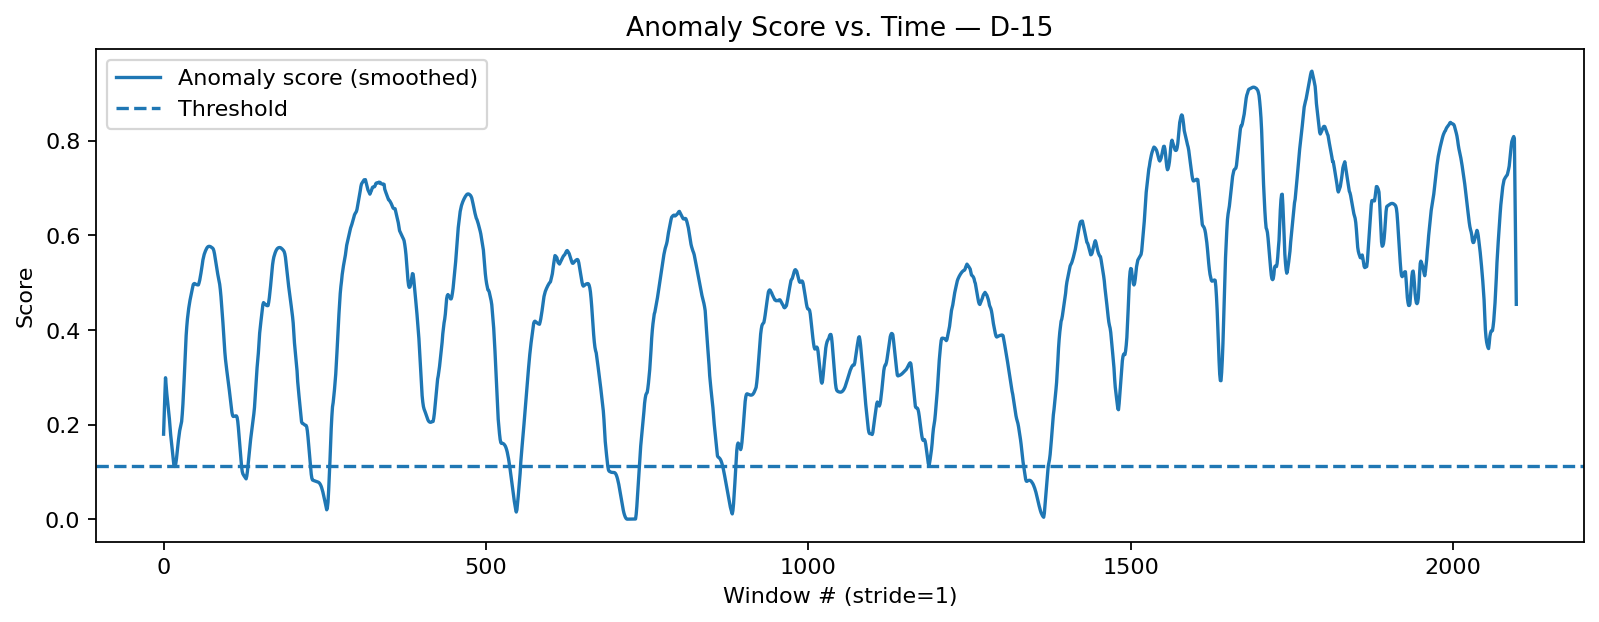 Anomaly Score vs. Time — D-15
Anomaly score (smoothed)
Threshold
Score
0.8
0.6
0.4
0.2
0.0
0 500 1000 1500 2000
Window # (stride=1)